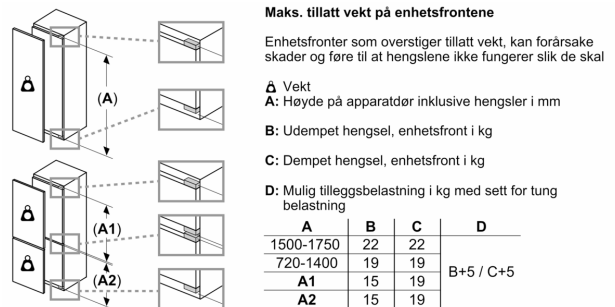 Maks. tillatt vekt på enhetsfrontene
Enhetsfronter som overstiger tillatt vekt, kan forårsake
skader og føre til at hengslene ikke fungerer slik de skal
Vekt
A: Høyde på apparatdør inklusive hengsler i mm
B: Udempet hengsel, enhetsfront i kg
C: Dempet hengsel, enhetsfront i kg
D: Mulig tilleggsbelastning i kg med sett for tung
belastning
A B C D
1500-1750 22 22
720-1400 19 19
B+5 / C+5
A1 15 19
A2 15 19
(A)
(A1)
(A2)